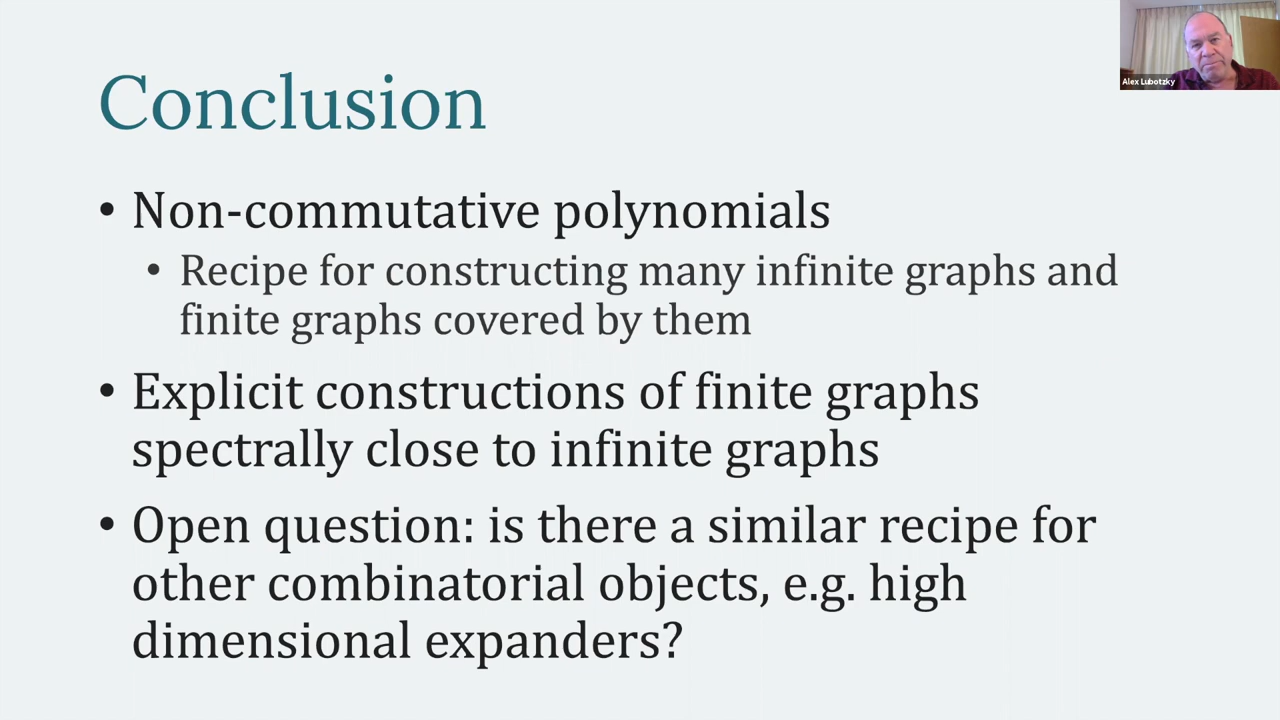 Conclusion
Alex Lubotzky
• Non-commutative polynomials
• Recipe for constructing many infinite graphs and
finite graphs covered by them
• Explicit constructions of finite graphs
spectrally close to infinite graphs
• Open question: is there a similar recipe for
other combinatorial objects, e.g. high
dimensional expanders?